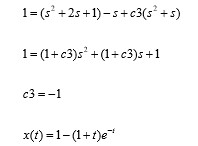 1=(s²+2s+1)−s+c3(s²+s)
1=(1+c3)s²+(1+c3)s+1
c3=−1
x(t)=1−(1+t)e⁻ᵗ